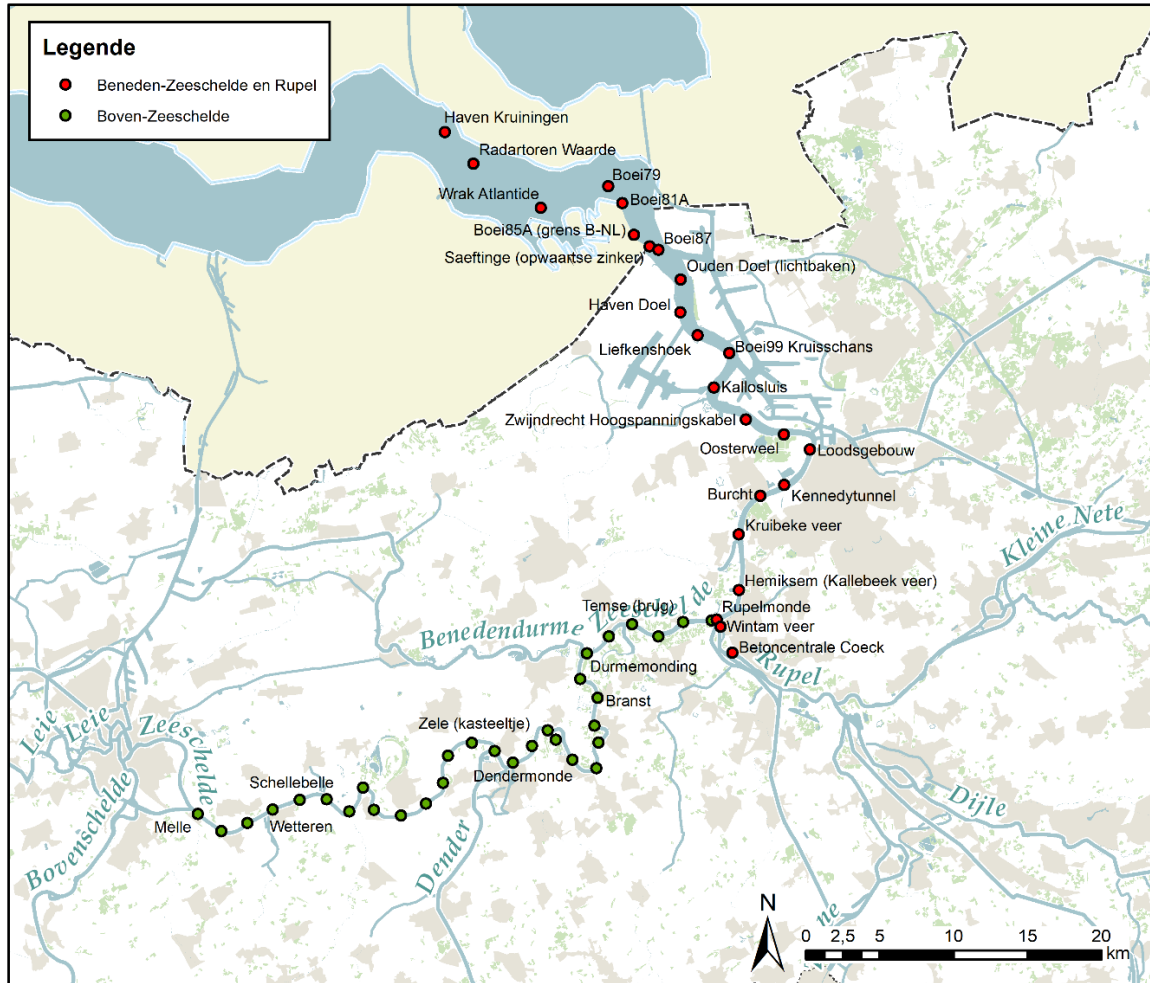 Legende
Beneden-Zeeschelde en Rupel
Boven-Zeeschelde
Haven Kruiningen
Radartoren Waarde
Boei79
Wrak Atlantide
Boei81A
Boei85A (grens B-NL)
Boei87
Saeftinge (opwaartse zinker)
Ouden Doel (lichtbaken)
Haven Doel
Liefkenshoek
Boei99 Kruisschans
Kallosluis
Zwijndrecht Hoogspanningskabel
Oosterweel
Loodsgebouw
Burcht
Kennedytunnel
Kruibeke veer
Kleine Nete
Hemiksem (Kallebeek veer)
Temse (brug)
Zeeschelde
Rupelmonde
Benedendurme
Wintam veer
Betoncentrale Coeck
Durmemonding
Rupel
Branst
Leie
Leie
Zeeschelde
Zele (kasteeltje)
Dendermonde
Schellebelle
Melle
Wetteren
Bovenschelde
Dender
Dijle
N
ne
0 2,5 5 10 15 20
km